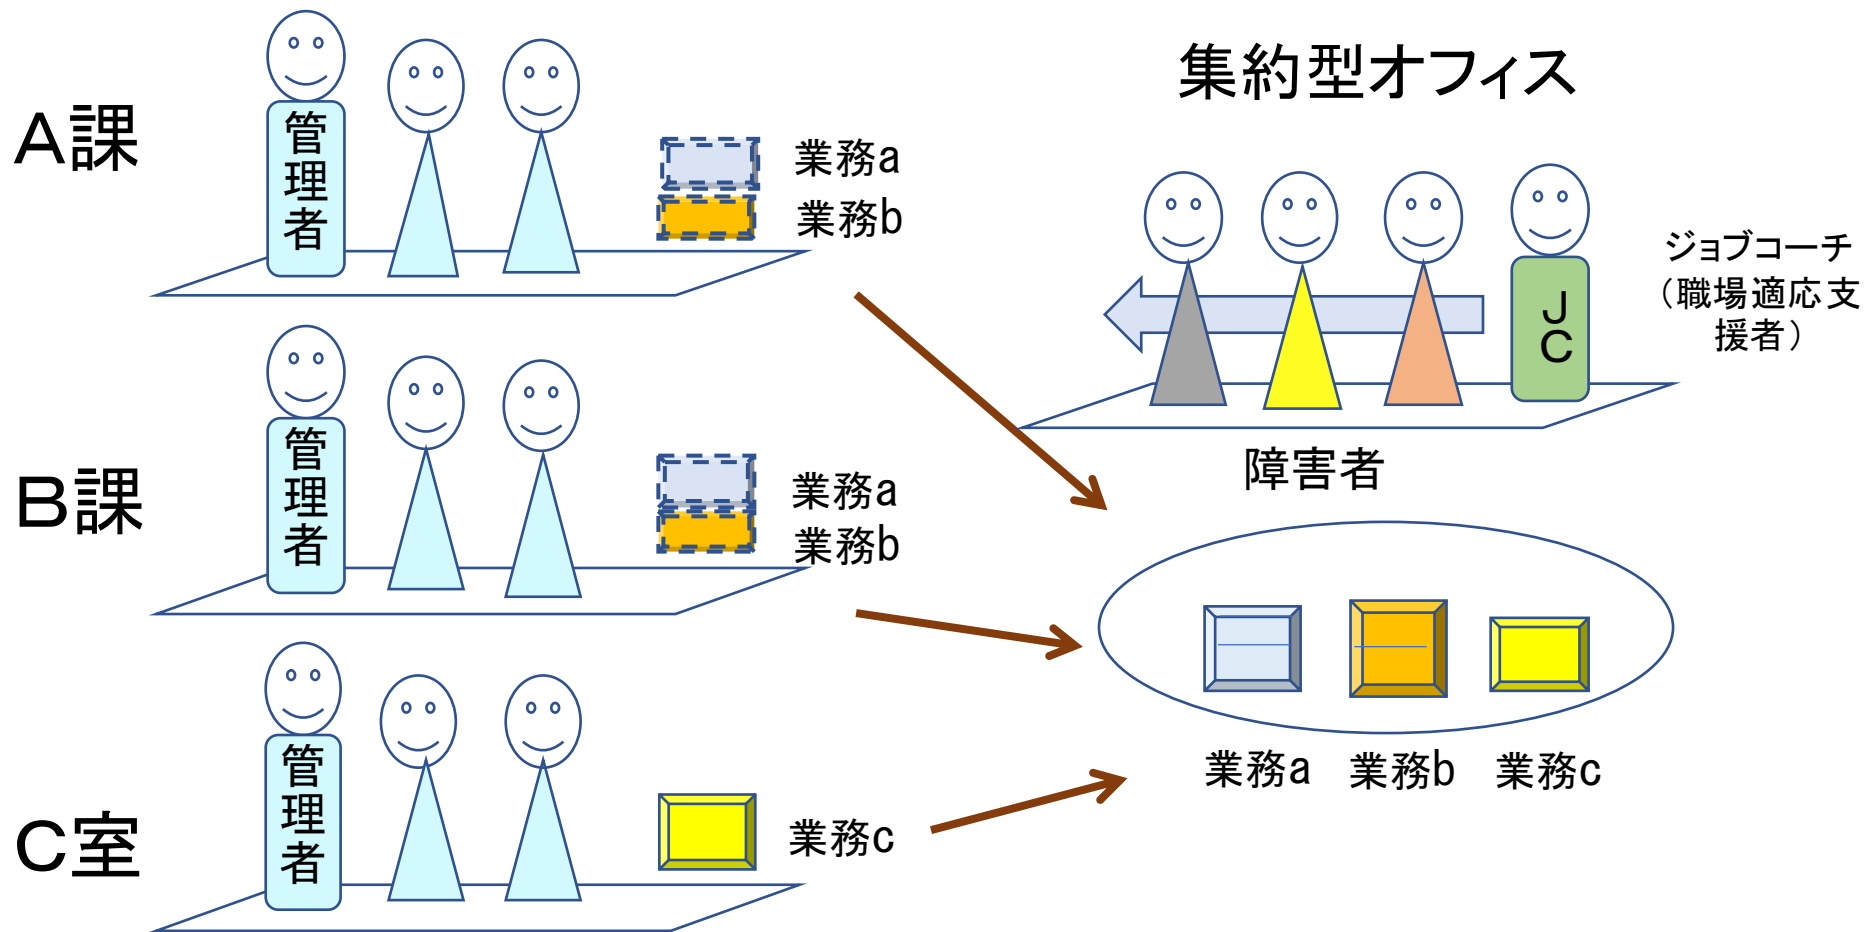 A課
管理者
業務a
業務b
B課
管理者
業務a
業務b
C室
管理者
業務c
集約型オフィス
JC
ジョブコーチ
（職場適応支
援者）
障害者
業務a
業務b
業務c